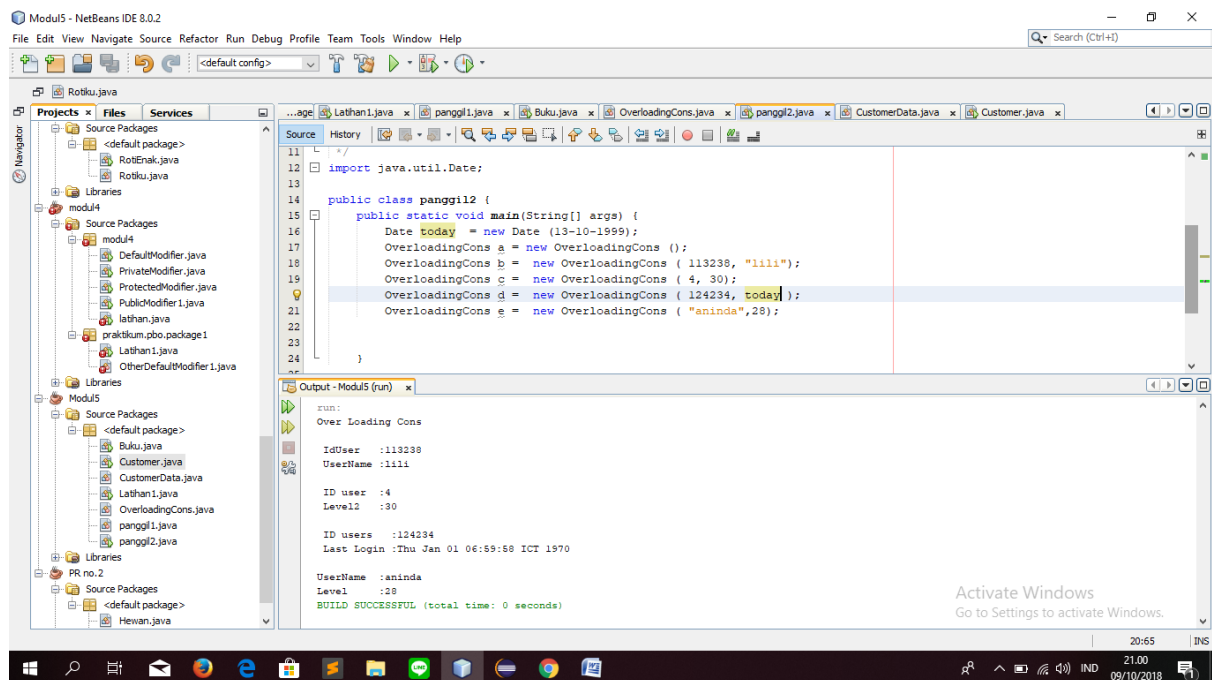 Modul5 - NetBeans IDE 8.0.2
File Edit View Navigate Source Refactor Run Debug Profile Team Tools Window Help
Search (Ctrl+I)
<default config>
Rotiku.java
Projects Files Services
...age Latihan1.java panggil1.java Buku.java OverloadingCons.java panggil2.java CustomerData.java Customer.java
Navigator
Source Packages
<default package>
RotiEnak.java
Rotiku.java
Libraries
modul4
Source Packages
modul4
DefaultModifier.java
PrivateModifier.java
ProtectedModifier.java
PublicModifier1.java
latihan.java
praktikum.pbo.package1
Latihan1.java
OtherDefaultModifier1.java
Libraries
Modul5
Source Packages
<default package>
Buku.java
Customer.java
CustomerData.java
Latihan1.java
OverloadingCons.java
panggil1.java
panggil2.java
Libraries
PR no.2
Source Packages
<default package>
Hewan.java
Source History
11 */
12 import java.util.Date;
13
14 public class panggil2 {
15 public static void main(String[] args) {
16 Date today  = new Date (13-10-1999);
17 OverloadingCons a = new OverloadingCons ();
18 OverloadingCons b =  new OverloadingCons ( 113238, "lili");
19 OverloadingCons c =  new OverloadingCons ( 4, 30);
OverloadingCons d =  new OverloadingCons ( 124234, today );
21 OverloadingCons e =  new OverloadingCons ( "aninda",28);
22
23
24 }
25
Output - Modul5 (run)
run:
Over Loading Cons
IdUser   :113238
UserName :lili
ID user  :4
Level2   :30
ID users   :124234
Last Login :Thu Jan 01 06:59:58 ICT 1970
UserName  :aninda
Level     :28
BUILD SUCCESSFUL (total time: 0 seconds)
Activate Windows
Go to Settings to activate Windows.
20:65 INS
IND
21.00
09/10/2018